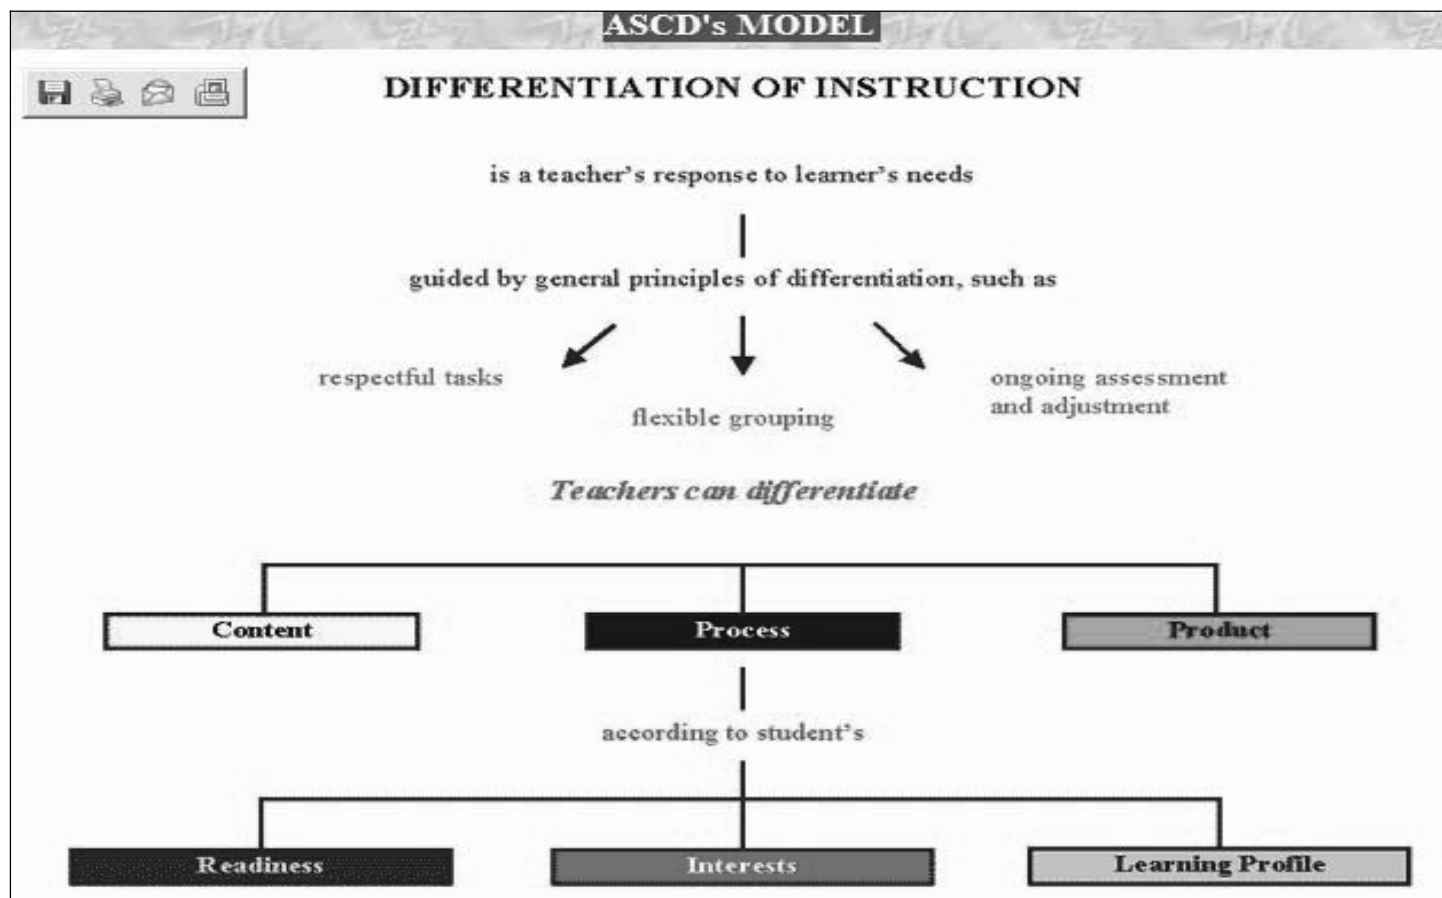 ASCD's MODEL
DIFFERENTIATION OF INSTRUCTION
is a teacher's response to learner's needs
guided by general principles of differentiation, such as
respectful tasks
flexible grouping
ongoing assessment
and adjustment
Teachers can differentiate
Content
Process
Product
according to student's
Readiness
Interests
Learning Profile